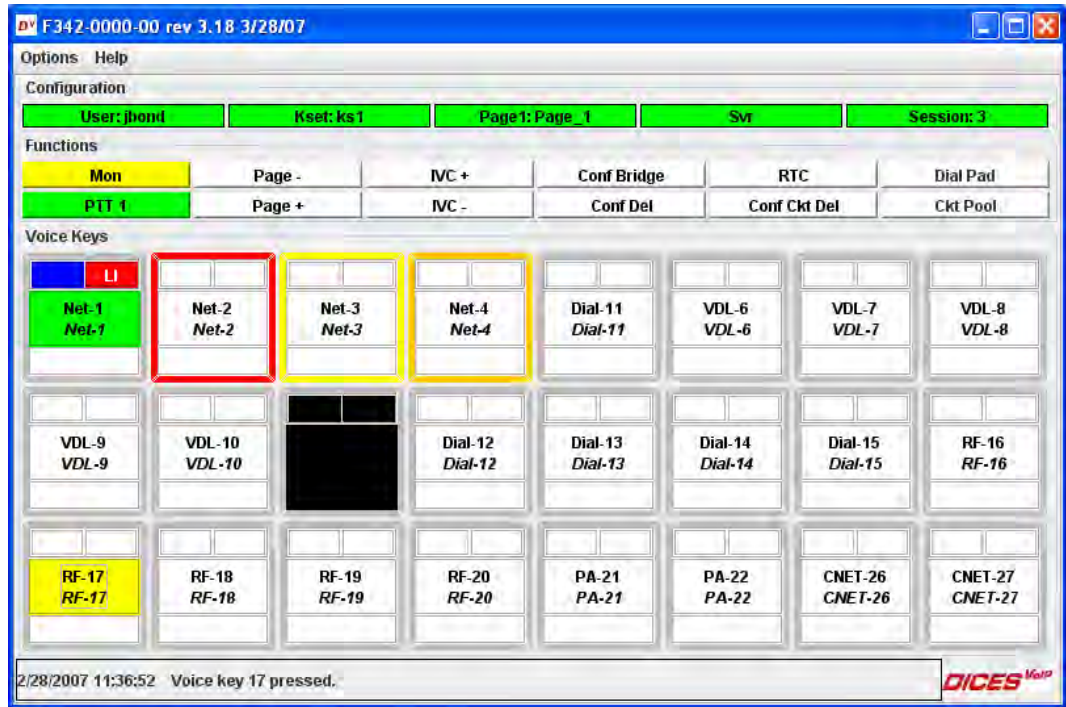 DV F342-0000-00 rev 3.18 3/28/07
Options Help
Configuration
User: jbond Kset: ks1 Page1: Page_1 Svr Session: 3
Functions
Mon Page - IVC + Conf Bridge RTC Dial Pad
PTT 1 Page + IVC - Conf Del Conf Ckt Del Ckt Pool
Voice Keys
LI
Net-1 Net-2 Net-3 Net-4 Dial-11 VDL-6 VDL-7 VDL-8
Net-1 Net-2 Net-3 Net-4 Dial-11 VDL-6 VDL-7 VDL-8
VDL-9 VDL-10 Dial-12 Dial-13 Dial-14 Dial-15 RF-16
VDL-9 VDL-10 Dial-12 Dial-13 Dial-14 Dial-15 RF-16
RF-17 RF-18 RF-19 RF-20 PA-21 PA-22 CNET-26 CNET-27
RF-17 RF-18 RF-19 RF-20 PA-21 PA-22 CNET-26 CNET-27
2/28/2007 11:36:52 Voice key 17 pressed.
DICES VoIP